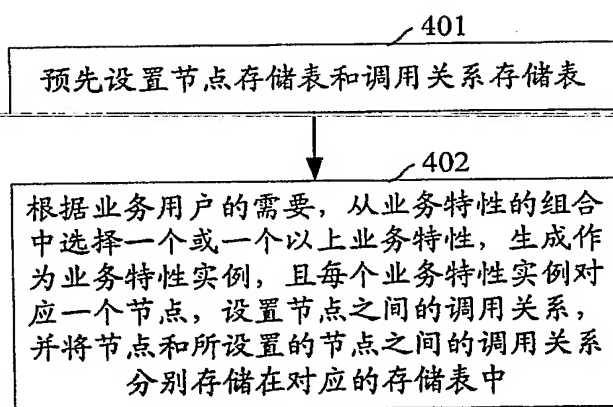 401
预先设置节点存储表和调用关系存储表
402
根据业务用户的需要，从业务特性的组合
中选择一个或一个以上业务特性，生成作
为业务特性实例，且每个业务特性实例对
应一个节点，设置节点之间的调用关系，
并将节点和所设置的节点之间的调用关系
分别存储在对应的存储表中